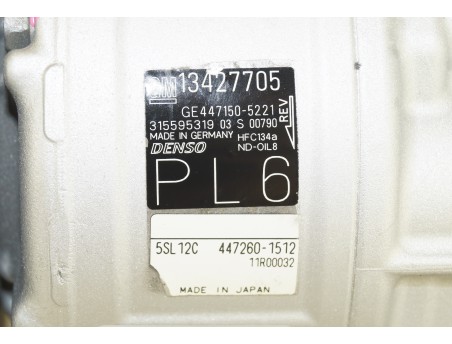 GM 13427705
GE447150-5221
315595319 03 S 00790
MADE IN GERMANY HFC134a
DENSO ND-OIL8
REV
PL6
5SL12C 447260-1512
11R00032
MADE IN JAPAN